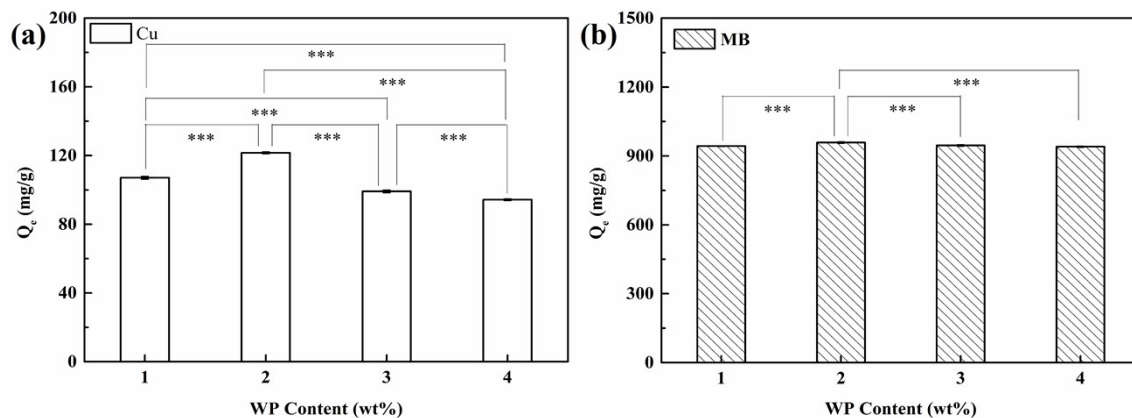 (a)
Cu
200
160
120
80
40
0
Qe (mg/g)
***
***
***
***
***
***
1 2 3 4
WP Content (wt%)
(b)
MB
1500
1200
900
600
300
0
Qe (mg/g)
***
***
***
1 2 3 4
WP Content (wt%)